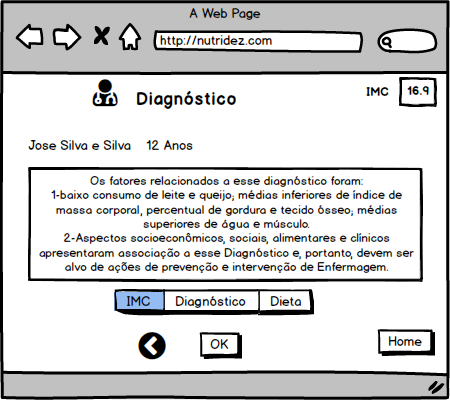 A Web Page
http://nutridez.com
Diagnóstico
IMC
16.9
Jose Silva e Silva 12 Anos
Os fatores relacionados a esse diagnóstico foram:
1-baixo consumo de leite e queijo; médias inferiores de índice de
massa corporal, percentual de gordura e tecido ósseo; médias
superiores de água e músculo.
2-Aspectos socioeconômicos, sociais, alimentares e clínicos
apresentaram associação a esse Diagnóstico e, portanto, devem ser
alvo de ações de prevenção e intervenção de Enfermagem.
IMC Diagnóstico Dieta
OK
Home